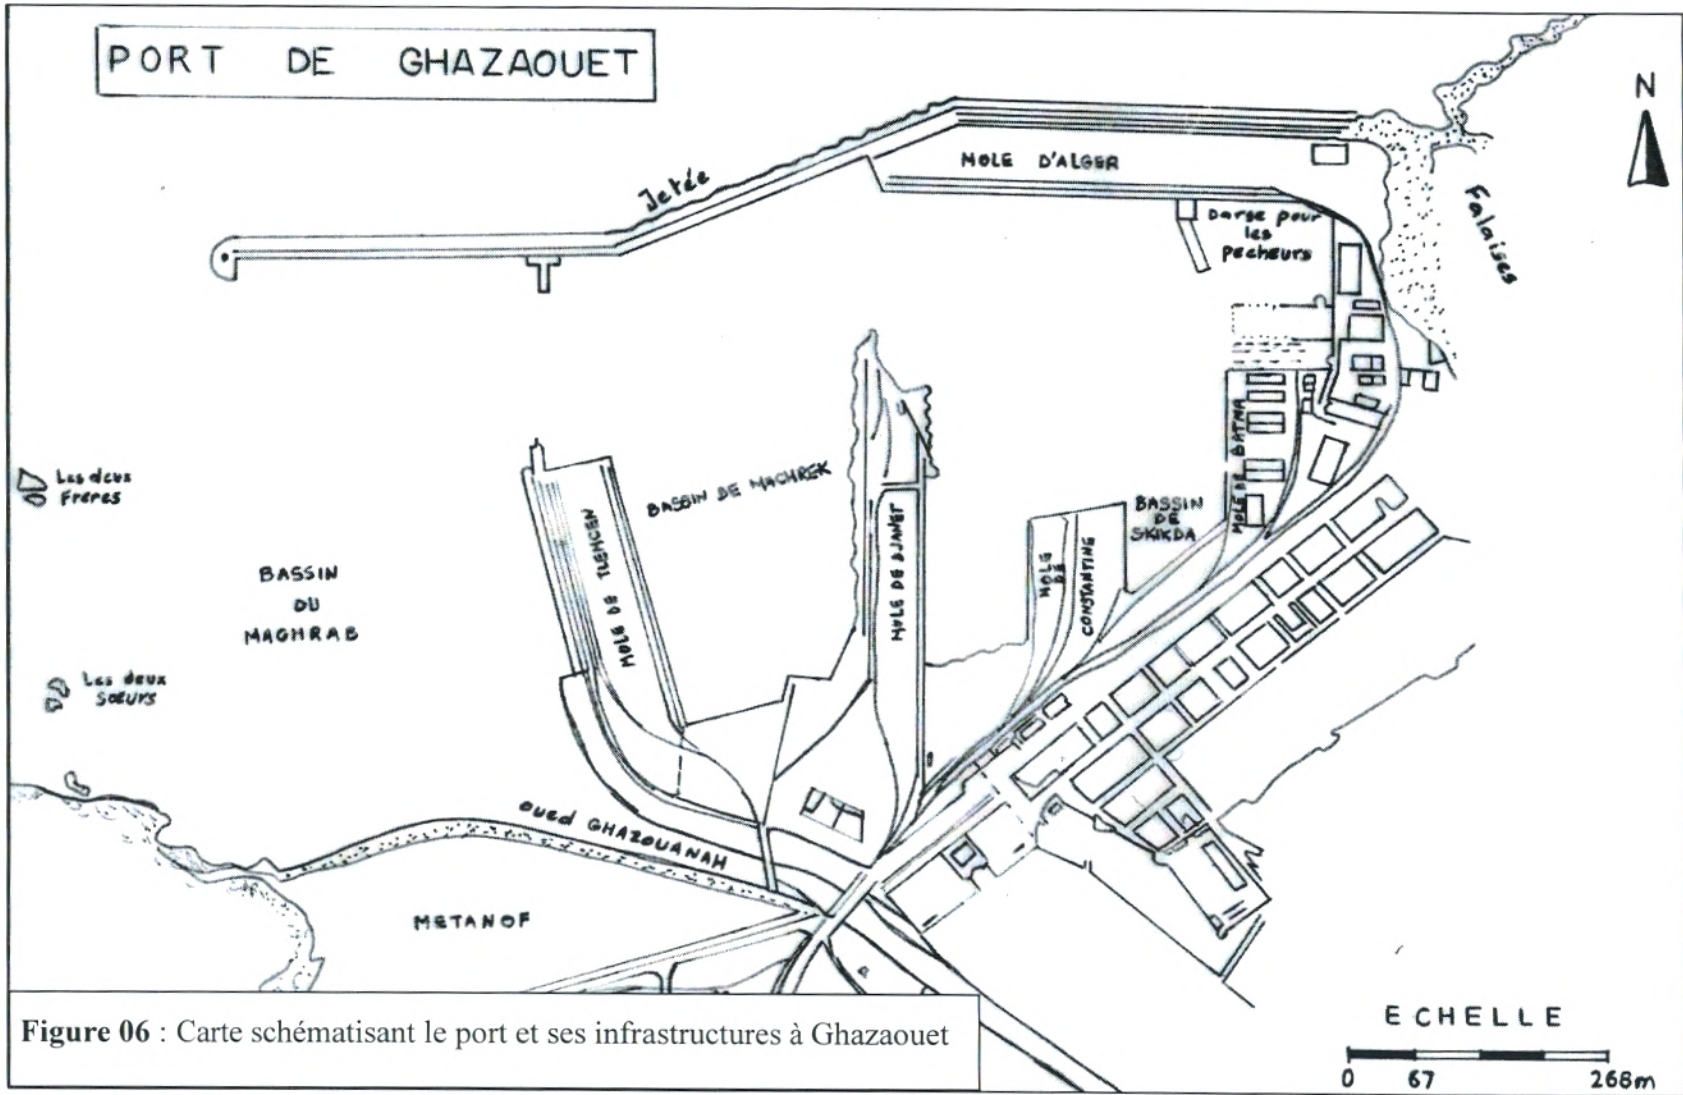 PORT DE GHAZAOUET
N
Jetée
MOLE D'ALGER
Falaises
Darse pour
les
pecheurs
Les deux
Freres
BASSIN DE MACHREK
MOLE DE TLEMCEN
MOLE DE DJANET
MOLE
DE
CONSTANTINE
BASSIN
DE
SKIKDA
MOLE DE BATNA
BASSIN
DU
MAGHRAB
Les deux
Sœurs
oued GHAZOUANAH
METANOF
Figure 06 : Carte schématisant le port et ses infrastructures à Ghazaouet
ECHELLE
0 67 268m